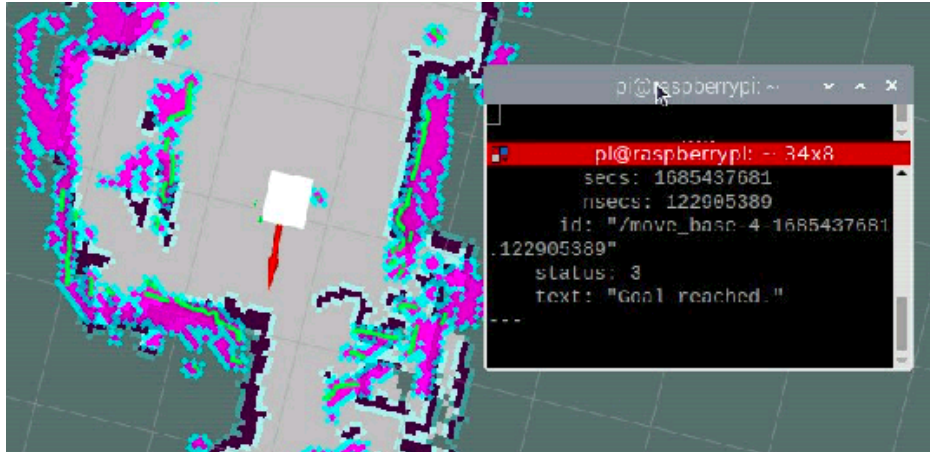 pi@raspberrypi: ~
pi@raspberrypi: ~ 34x8
secs: 1685437681
nsecs: 122905389
id: "/move_base-4-1685437681
.122905389"
status: 3
text: "Goal reached."
---